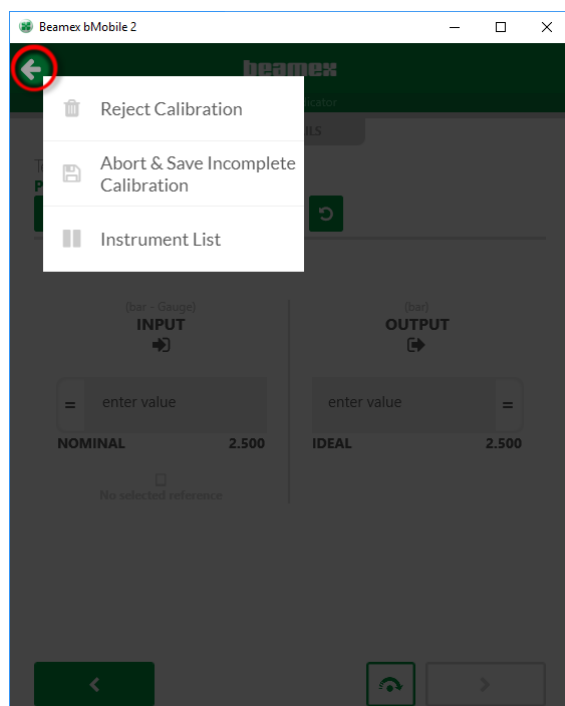 Beamex bMobile 2
beamex
Reject Calibration
Abort & Save Incomplete
Calibration
Instrument List
(bar - Gauge)
INPUT
(bar)
OUTPUT
= enter value
enter value =
NOMINAL 2.500
IDEAL 2.500
No selected reference